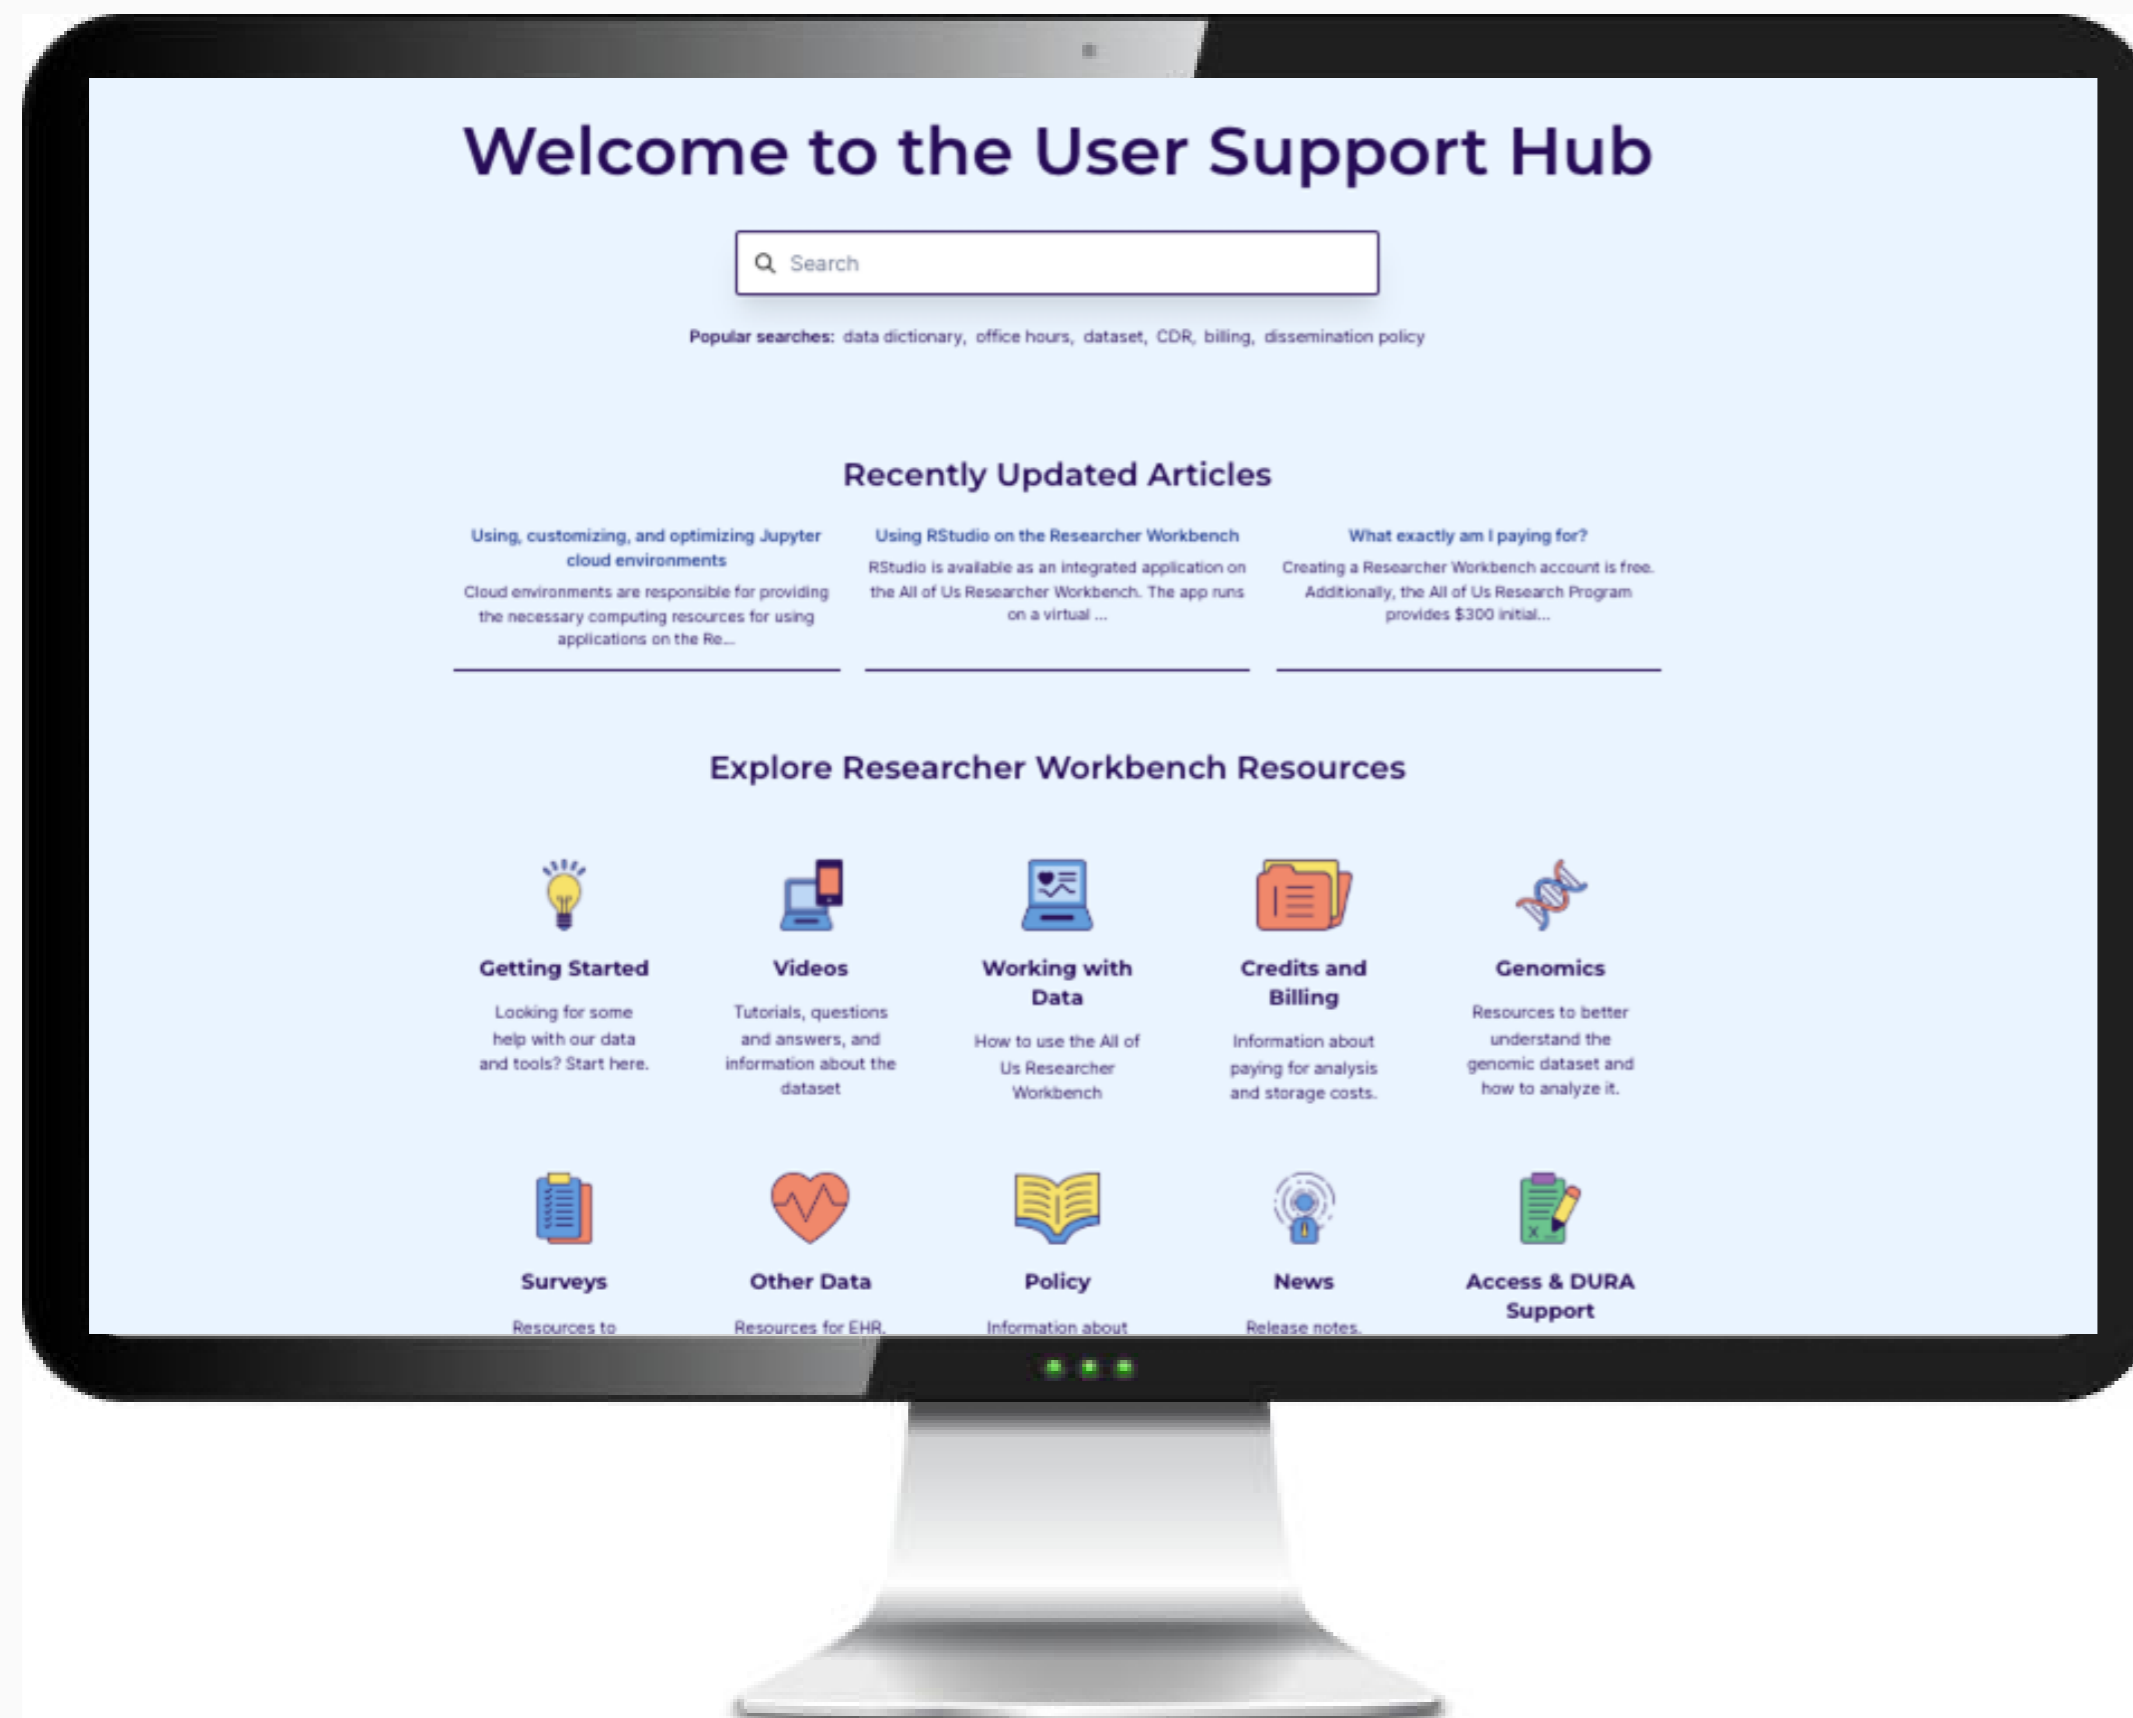 Welcome to the User Support Hub
Search
Popular searches: data dictionary, office hours, dataset, CDR, billing, dissemination policy
Recently Updated Articles
Using, customizing, and optimizing Jupyter
cloud environments
Cloud environments are responsible for providing
the necessary computing resources for using
applications on the Re...
Using RStudio on the Researcher Workbench
RStudio is available as an integrated application on
the All of Us Researcher Workbench. The app runs
on a virtual ...
What exactly am I paying for?
Creating a Researcher Workbench account is free.
Additionally, the All of Us Research Program
provides $300 initial...
Explore Researcher Workbench Resources
Getting Started
Looking for some
help with our data
and tools? Start here.
Videos
Tutorials, questions
and answers, and
information about the
dataset
Working with
Data
How to use the All of
Us Researcher
Workbench
Credits and
Billing
Information about
paying for analysis
and storage costs.
Genomics
Resources to better
understand the
genomic dataset and
how to analyze it.
Surveys
Resources to
Other Data
Resources for EHR,
Policy
Information about
News
Release notes,
Access & DURA
Support